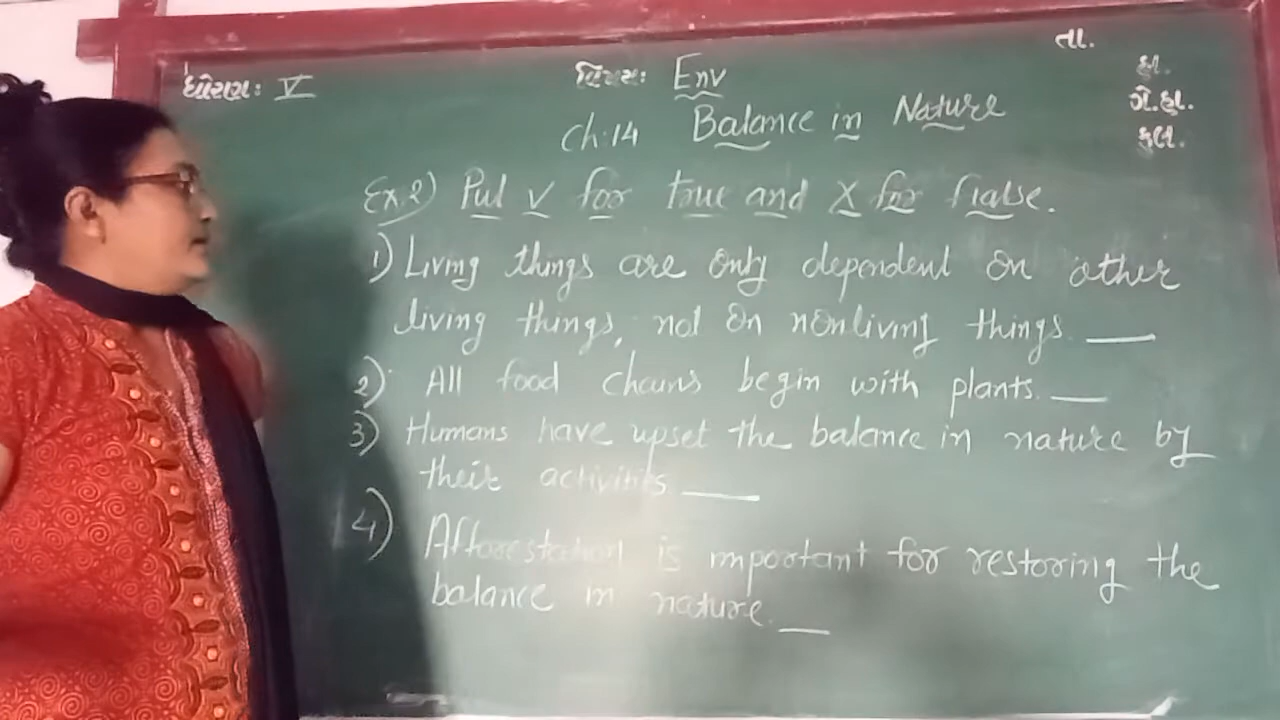 ધોરણ: V
વિષય: Env
તા.
હા.
ગે.હા.
કુલ.
Ch.14 Balance in Nature
Ex.2) Put √ for true and X for flalse.
1) Living things are only dependent on other
living things, not on nonliving things. ___
2) All food chains begin with plants. ___
3) Humans have upset the balance in nature by
their activities ___
4) Afforestation is important for restoring the
balance in nature. ___